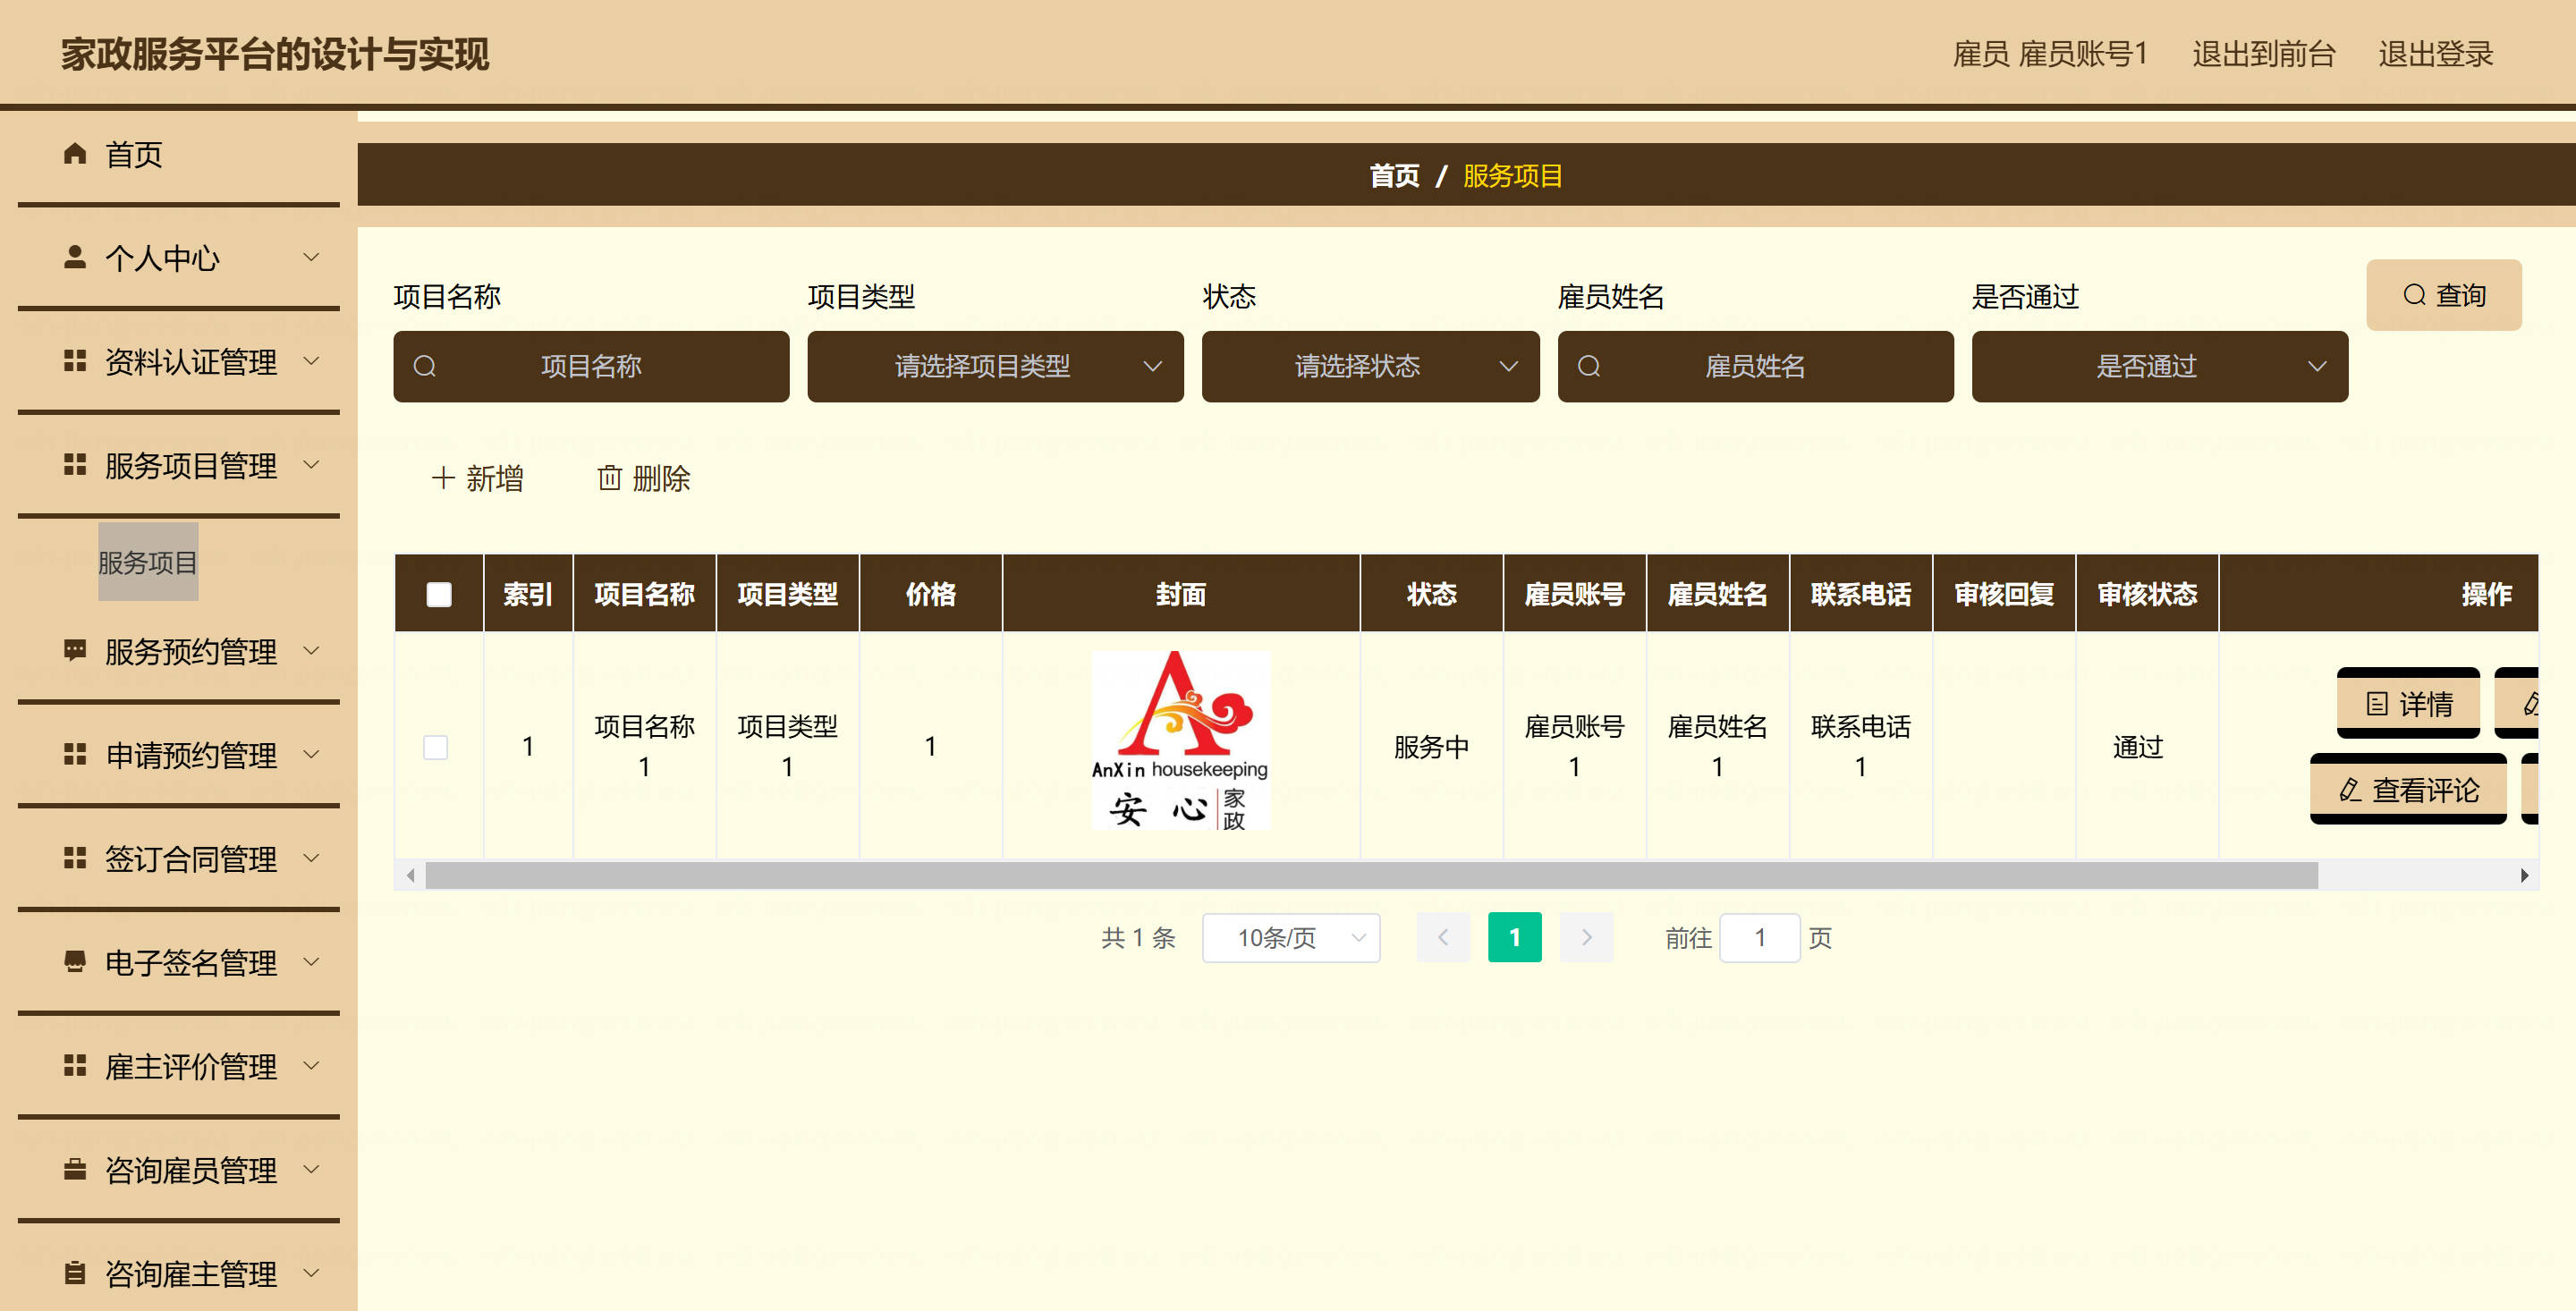 家政服务平台的设计与实现
雇员 雇员账号1 退出到前台 退出登录
首页
个人中心
资料认证管理
服务项目管理
服务项目
服务预约管理
申请预约管理
签订合同管理
电子签名管理
雇主评价管理
咨询雇员管理
咨询雇主管理
首页 / 服务项目
项目名称 项目类型 状态 雇员姓名 是否通过 查询
项目名称 请选择项目类型 请选择状态 雇员姓名 是否通过
新增 删除
索引 项目名称 项目类型 价格 封面 状态 雇员账号 雇员姓名 联系电话 审核回复 审核状态 操作
1 项目名称1 项目类型1 1 服务中 雇员账号1 雇员姓名1 联系电话1 通过
AnXin housekeeping
安心 家政
详情
查看评论
共 1 条 10条/页 1 前往 1 页